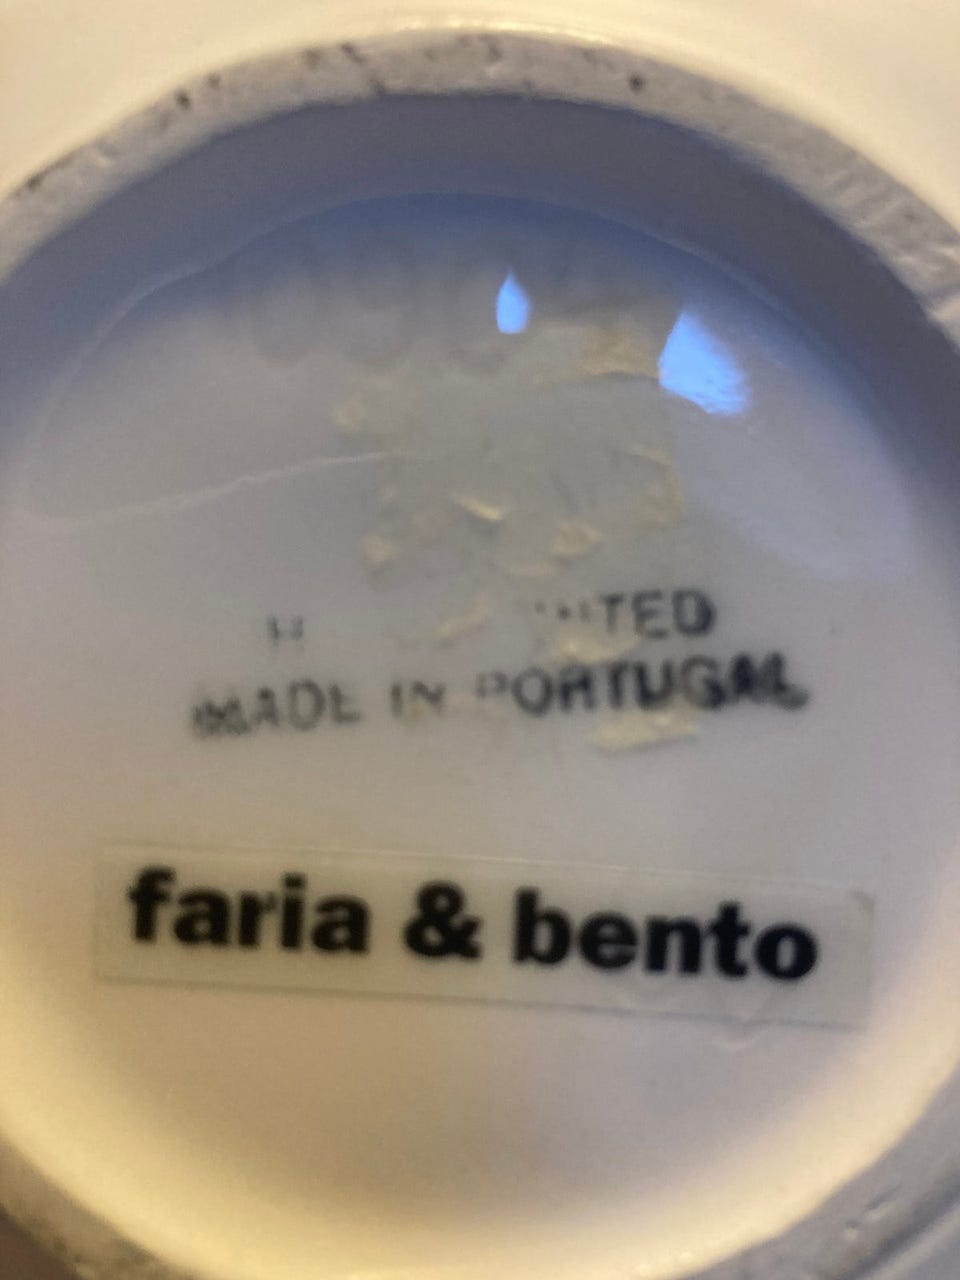 MADE IN PORTUGAL
faria & bento